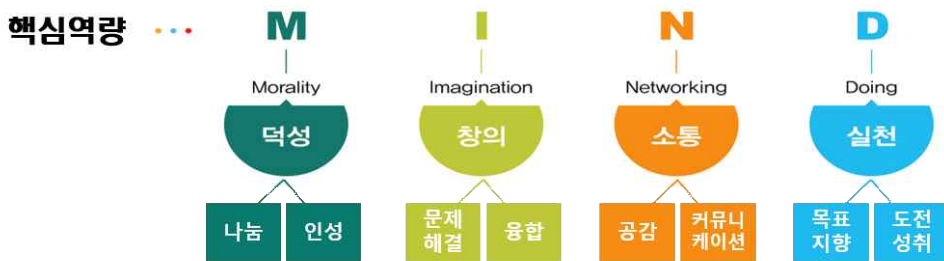 핵심역량
M I N D
Morality Imagination Networking Doing
덕성 창의 소통 실천
나눔 인성 문제 해결 융합 공감 커뮤니 케이션 목표 지향 도전 성취